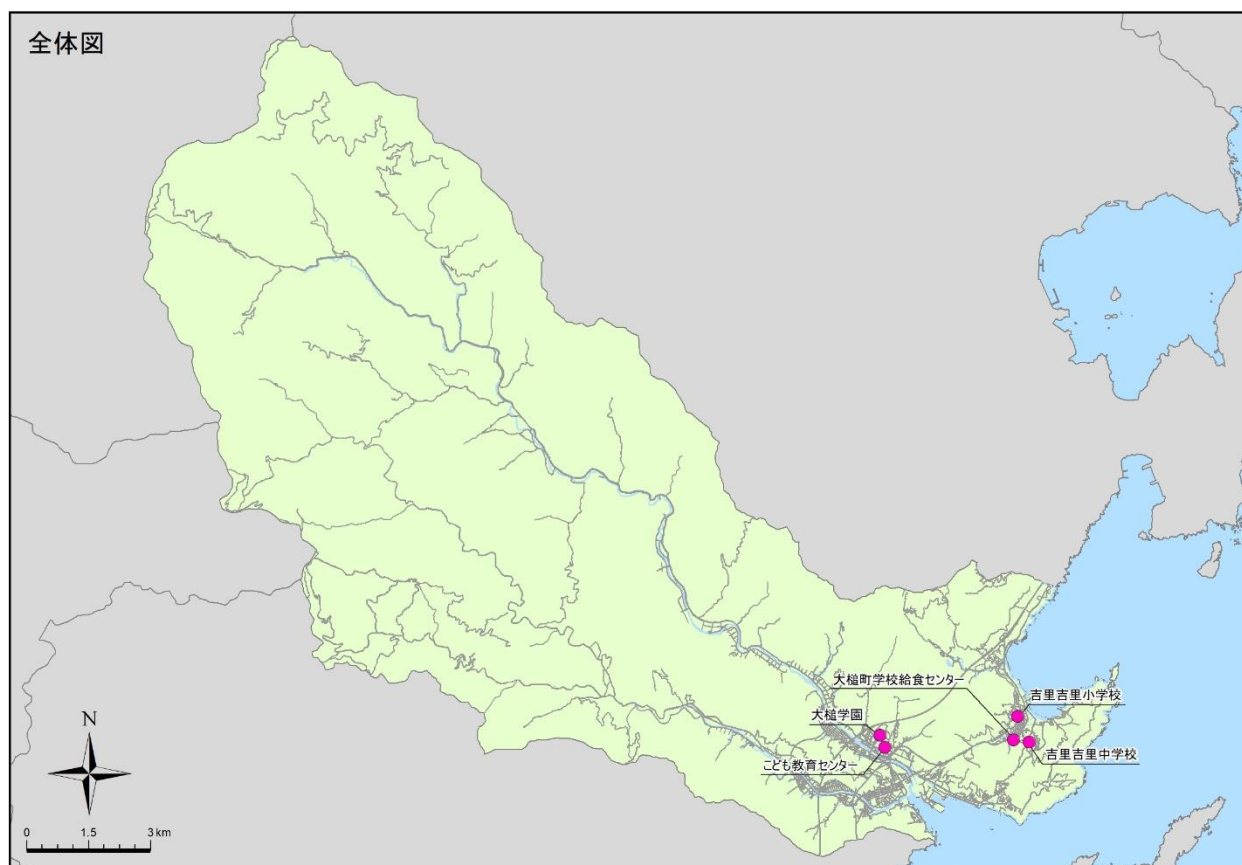 全体図
大槌町学校給食センター
吉里吉里小学校
大槌学園
吉里吉里中学校
こども教育センター
N
0 1.5 3 km